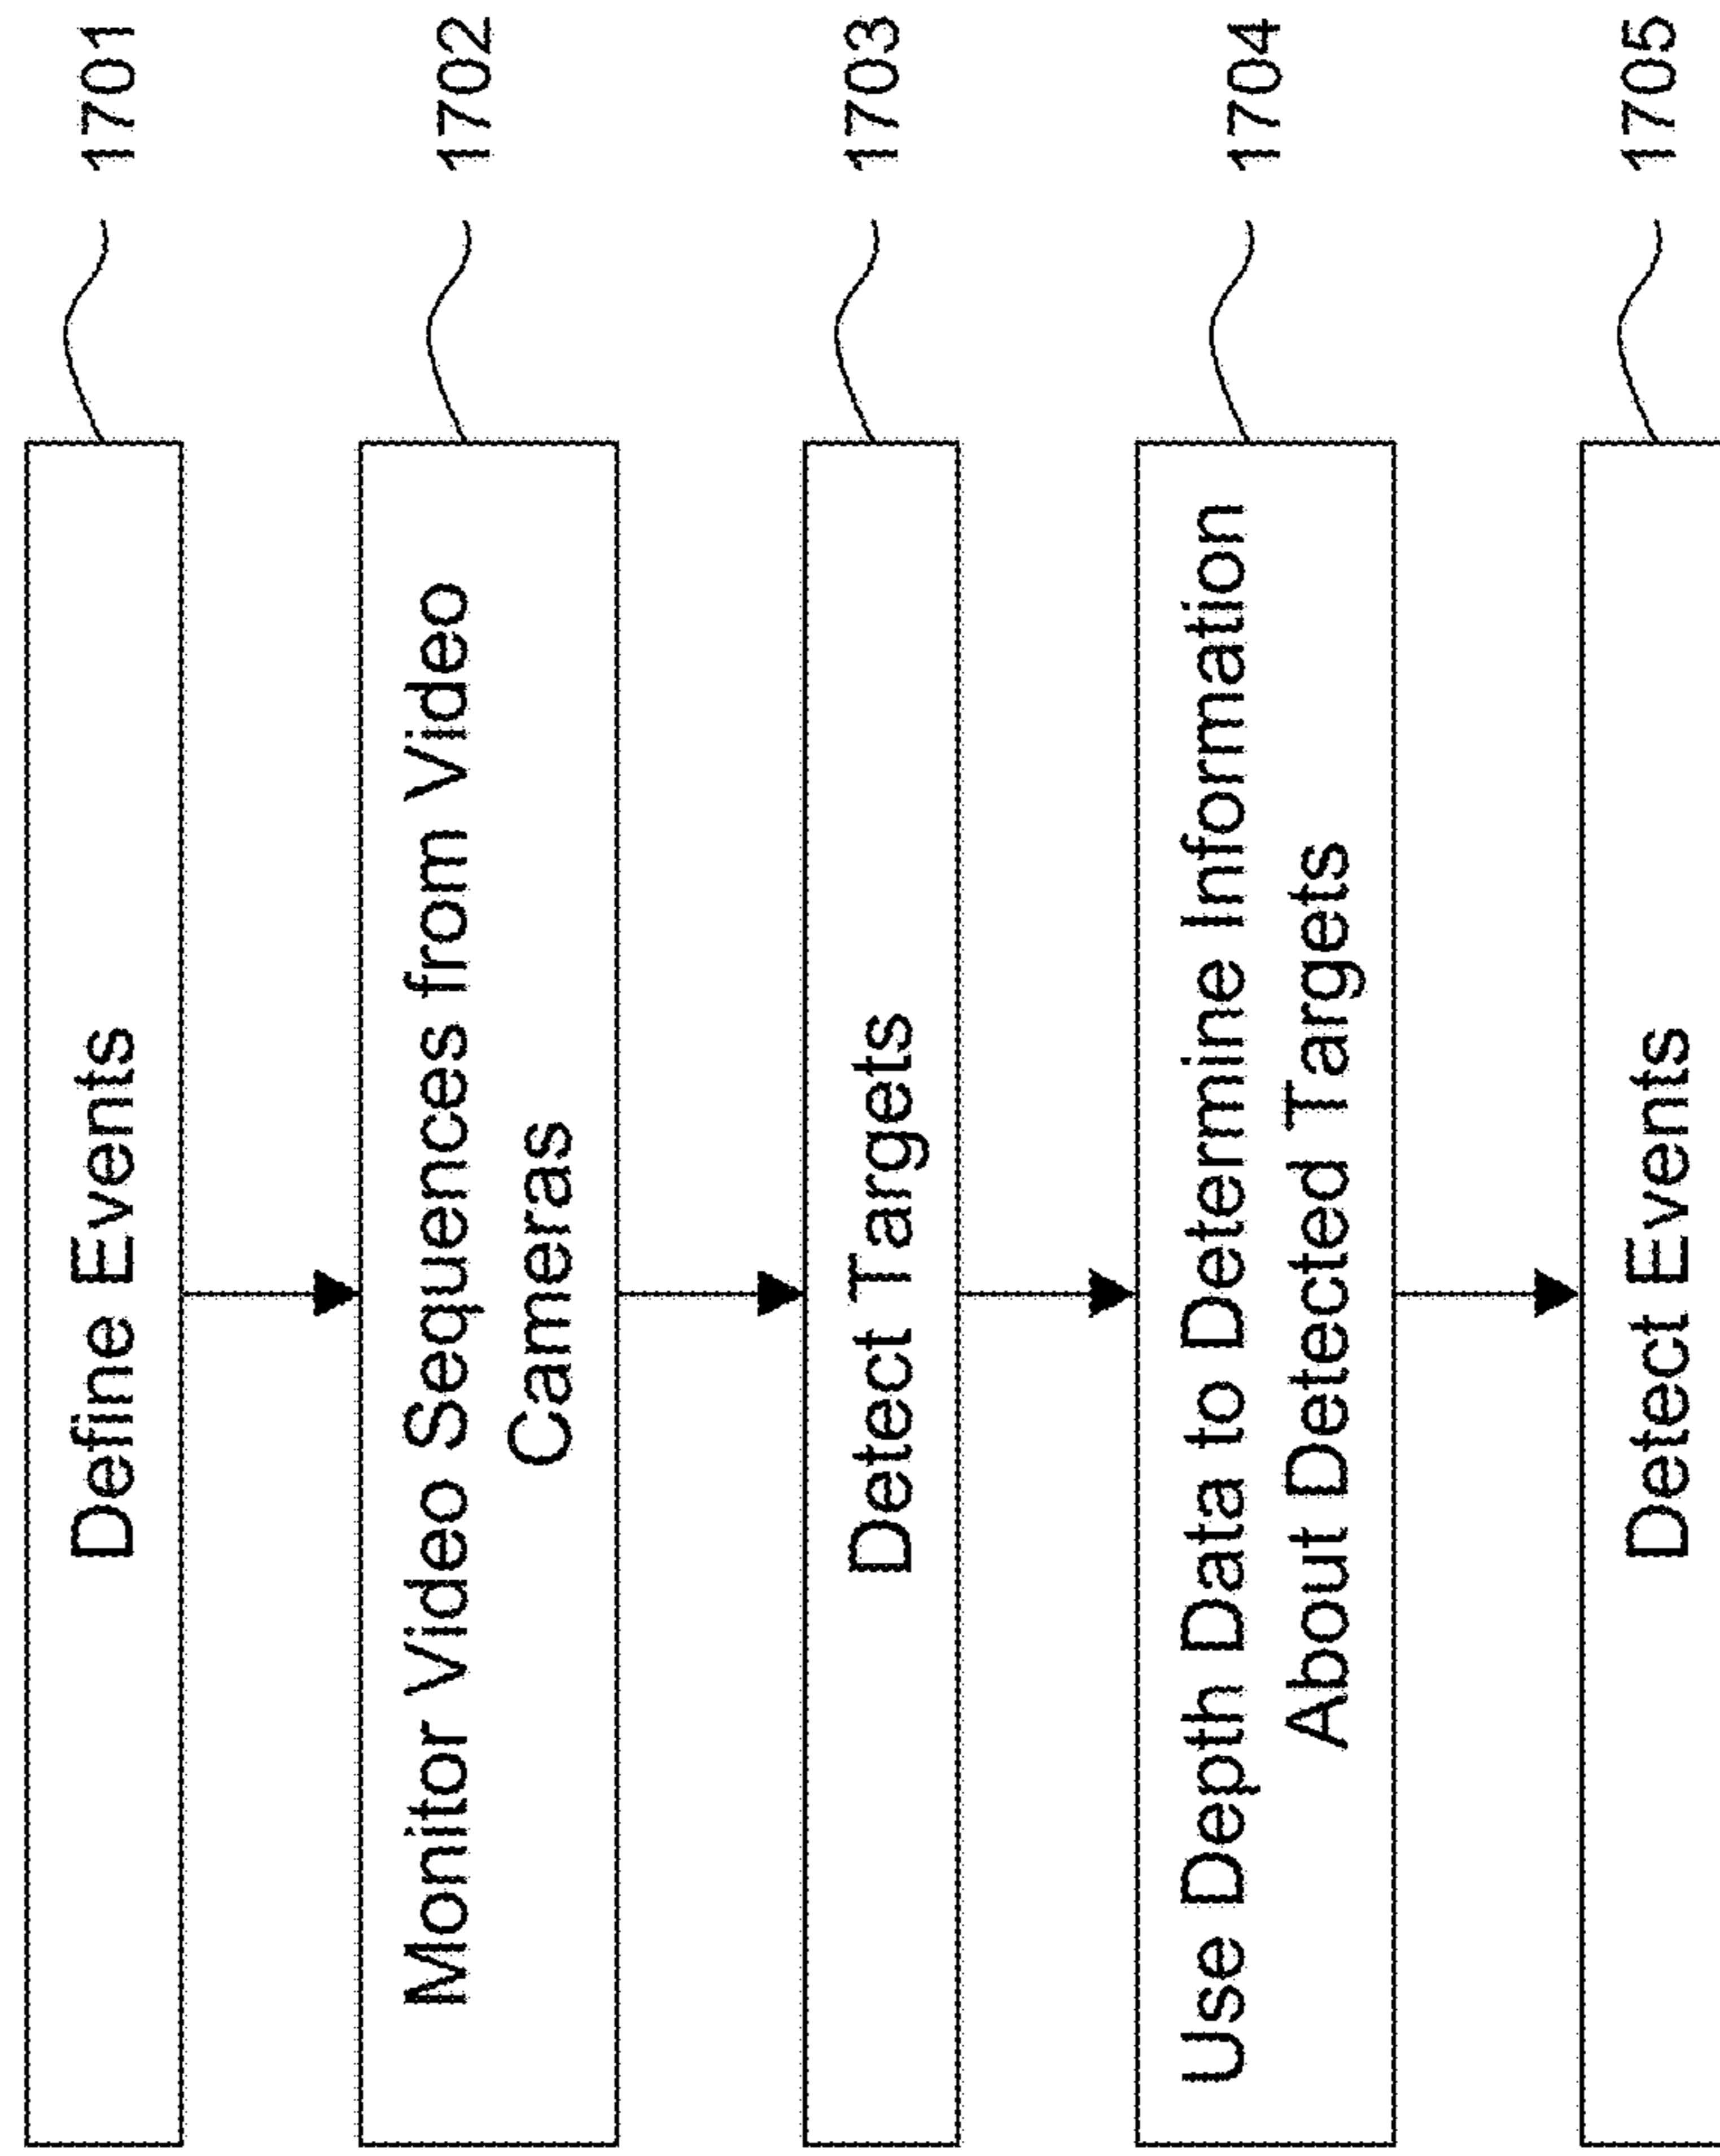 Define Events
1701
Monitor Video Sequences from Video
Cameras
1702
Detect Targets
1703
Use Depth Data to Determine Information
About Detected Targets
1704
Detect Events
1705